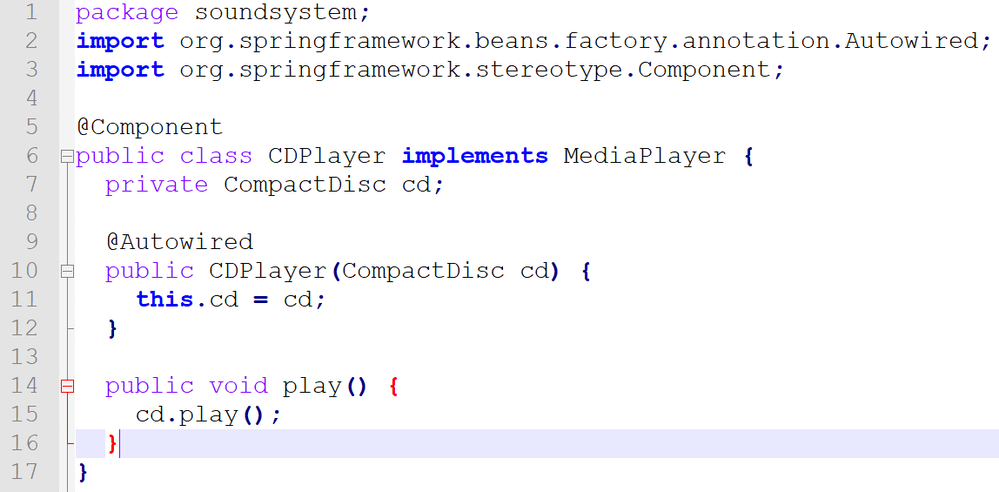 1 package soundsystem;
2 import org.springframework.beans.factory.annotation.Autowired;
3 import org.springframework.stereotype.Component;
4
5 @Component
6 public class CDPlayer implements MediaPlayer {
7   private CompactDisc cd;
8
9   @Autowired
10   public CDPlayer(CompactDisc cd) {
11     this.cd = cd;
12   }
13
14   public void play() {
15     cd.play();
16   }
17 }